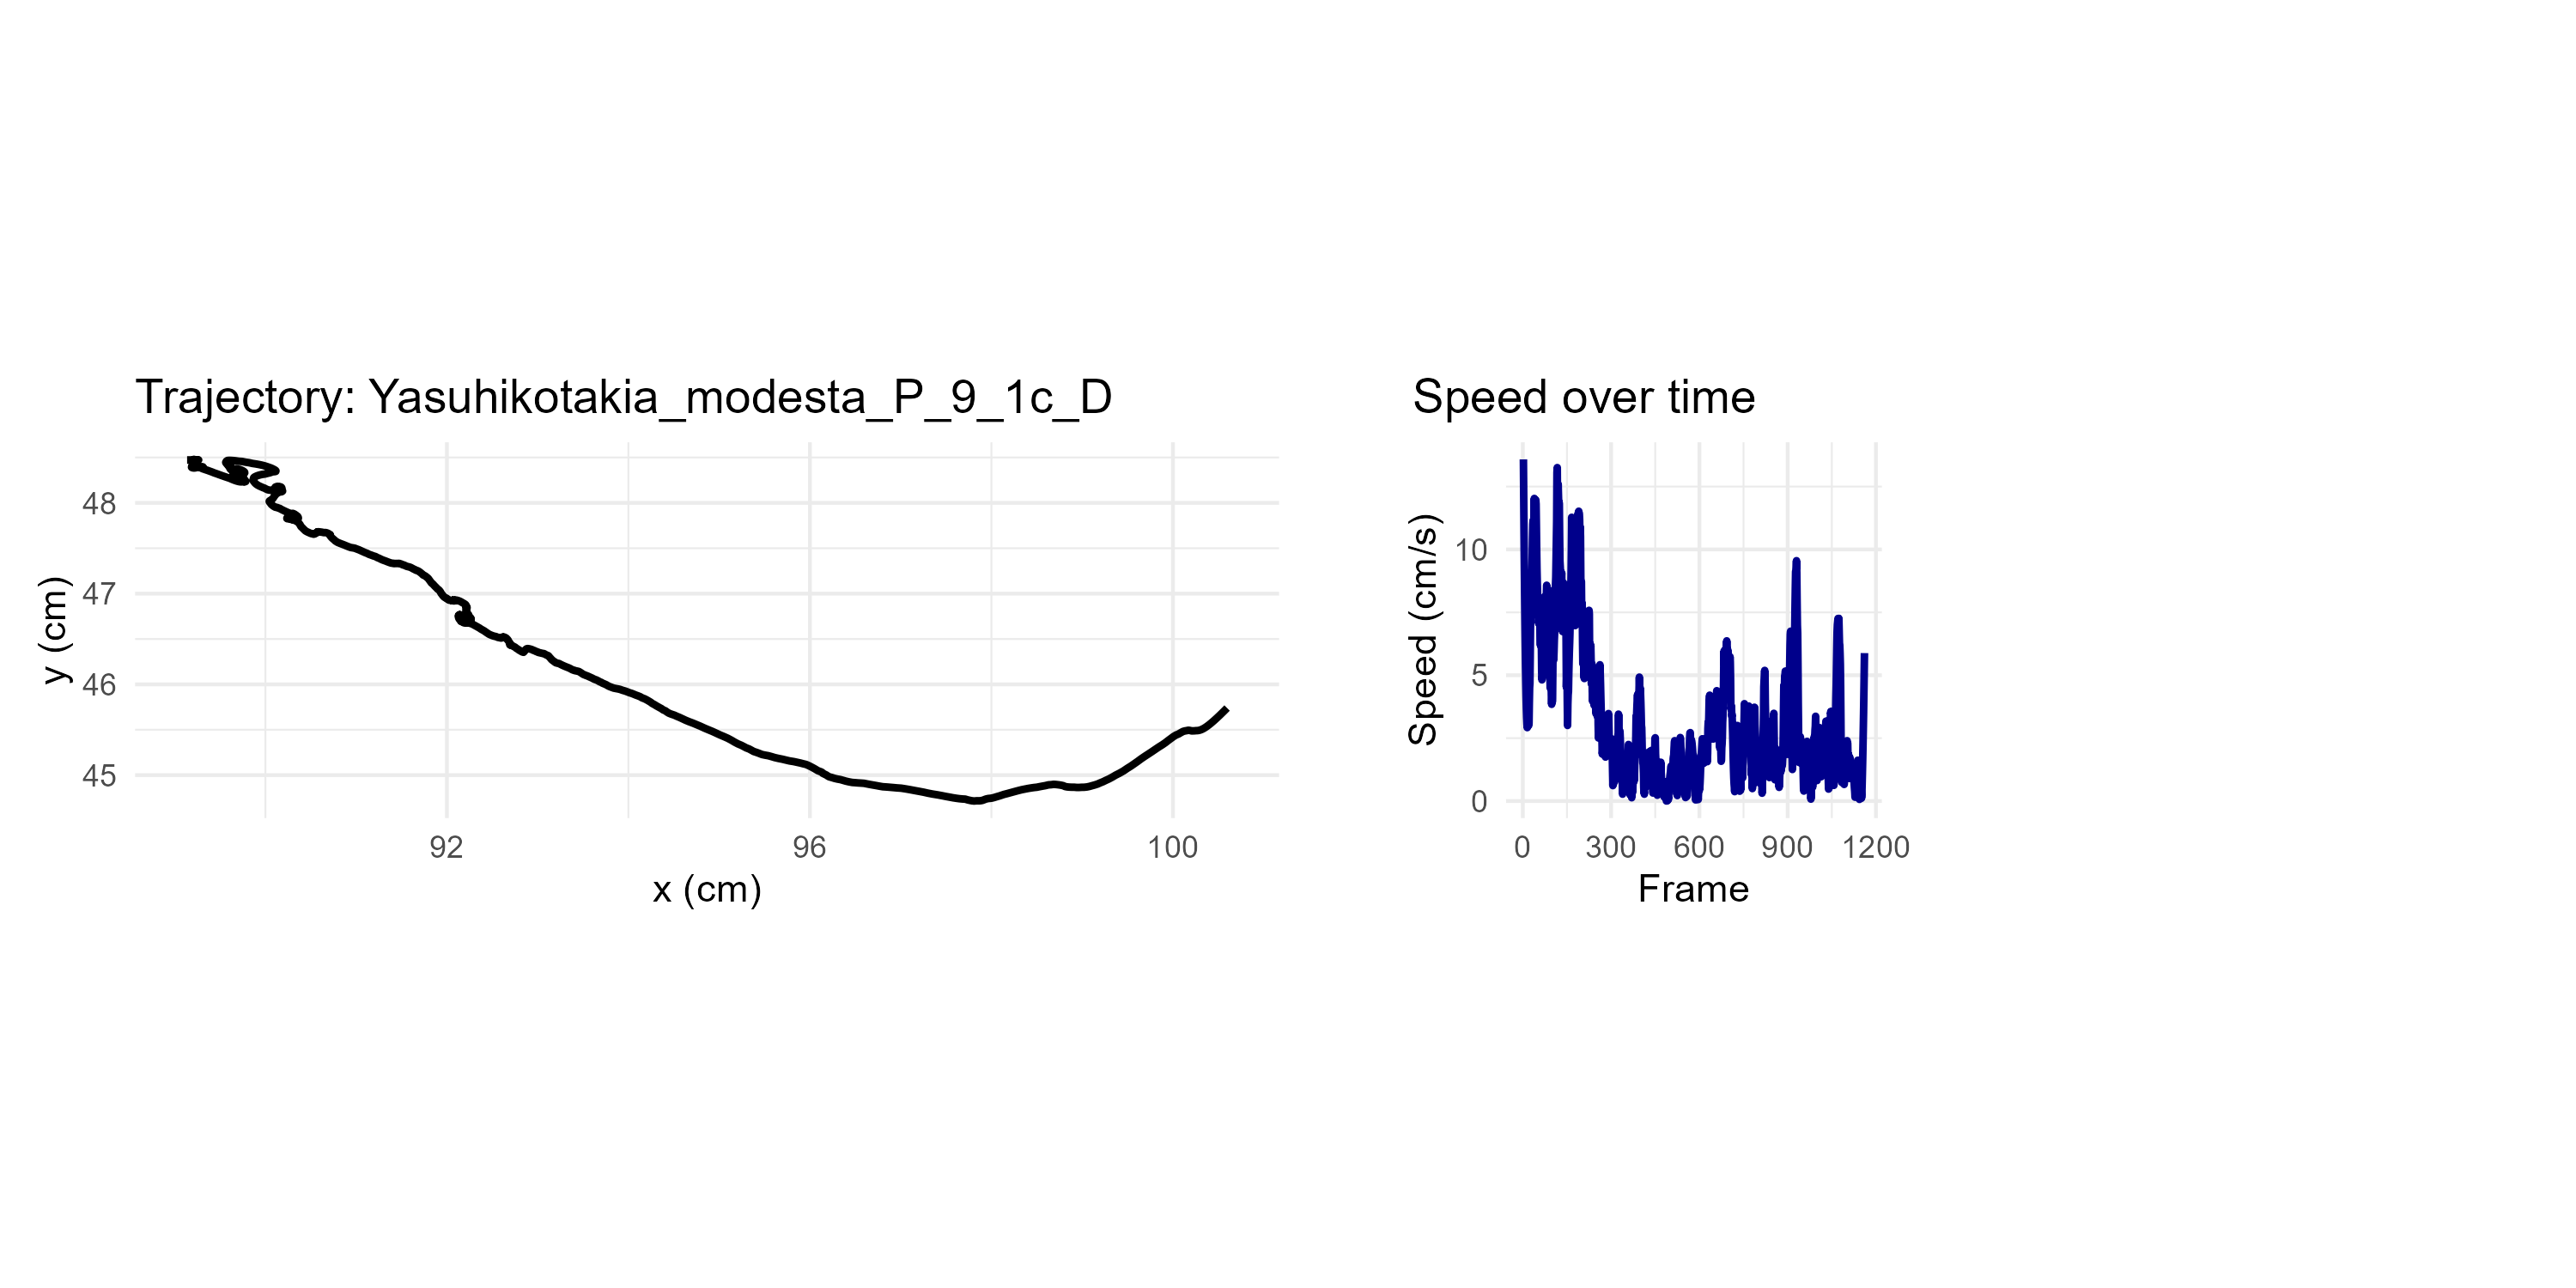 Trajectory: Yasuhikotakia_modesta_P_9_1c_D
48
47
46
45
y (cm)
92
96
100
x (cm)
Speed over time
10
5
0
Speed (cm/s)
0
300
600
900
1200
Frame